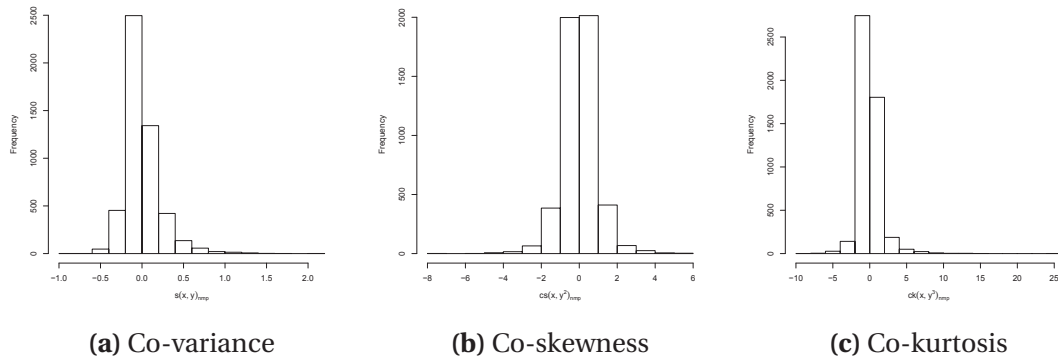 2500
2000
1500
1000
500
0
Frequency
-1.0 -0.5 0.0 0.5 1.0 1.5 2.0
s(x, y)nmp
(a) Co-variance
2000
1500
1000
500
0
Frequency
-8 -6 -4 -2 0 2 4 6
cs(x, y²)nmp
(b) Co-skewness
2500
2000
1500
1000
500
0
Frequency
-10 -5 0 5 10 15 20 25
ck(x, y³)nmp
(c) Co-kurtosis